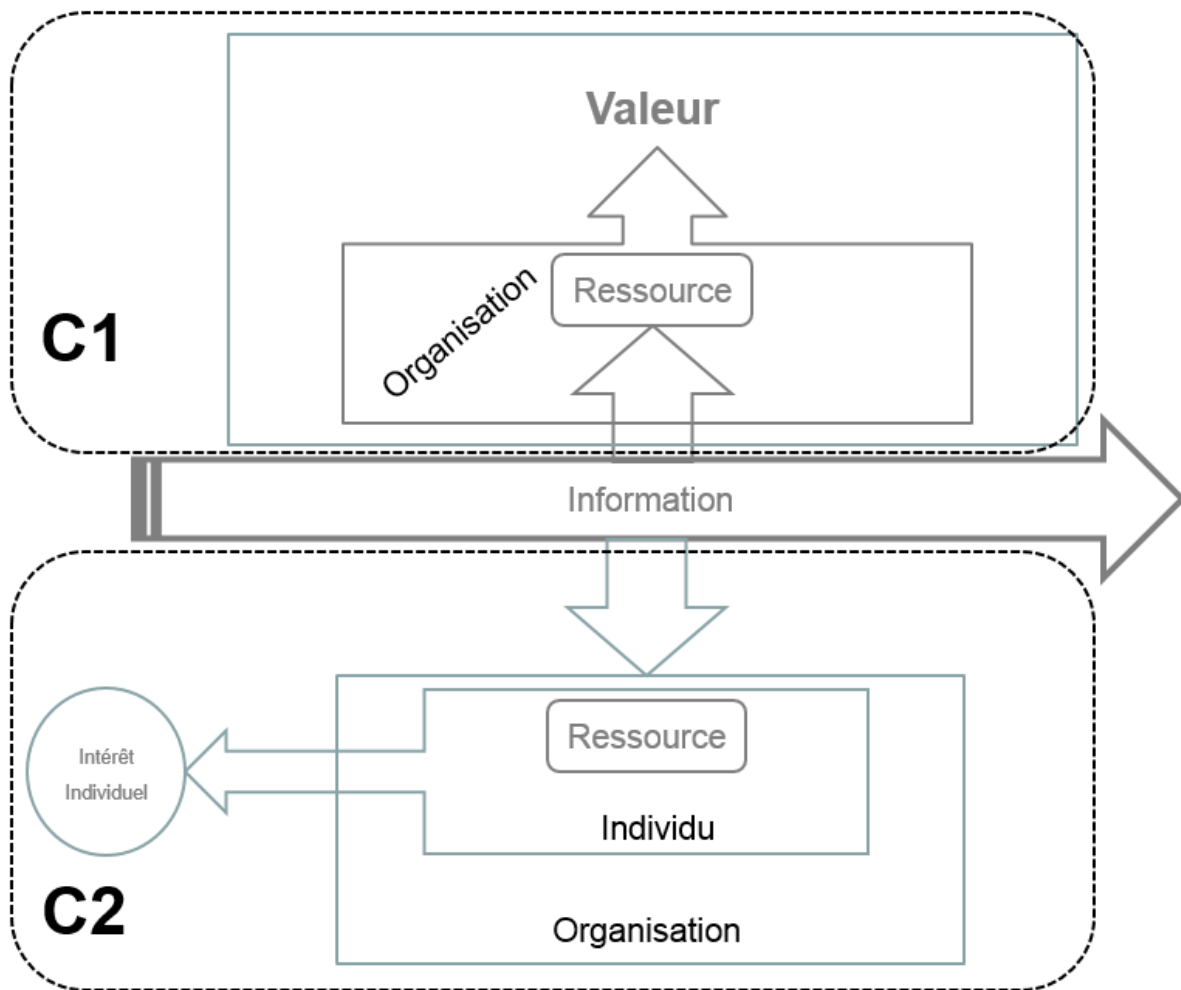 Valeur
Ressource
Organisation
C1
Information
Ressource
Intérêt
Individuel
Individu
C2
Organisation